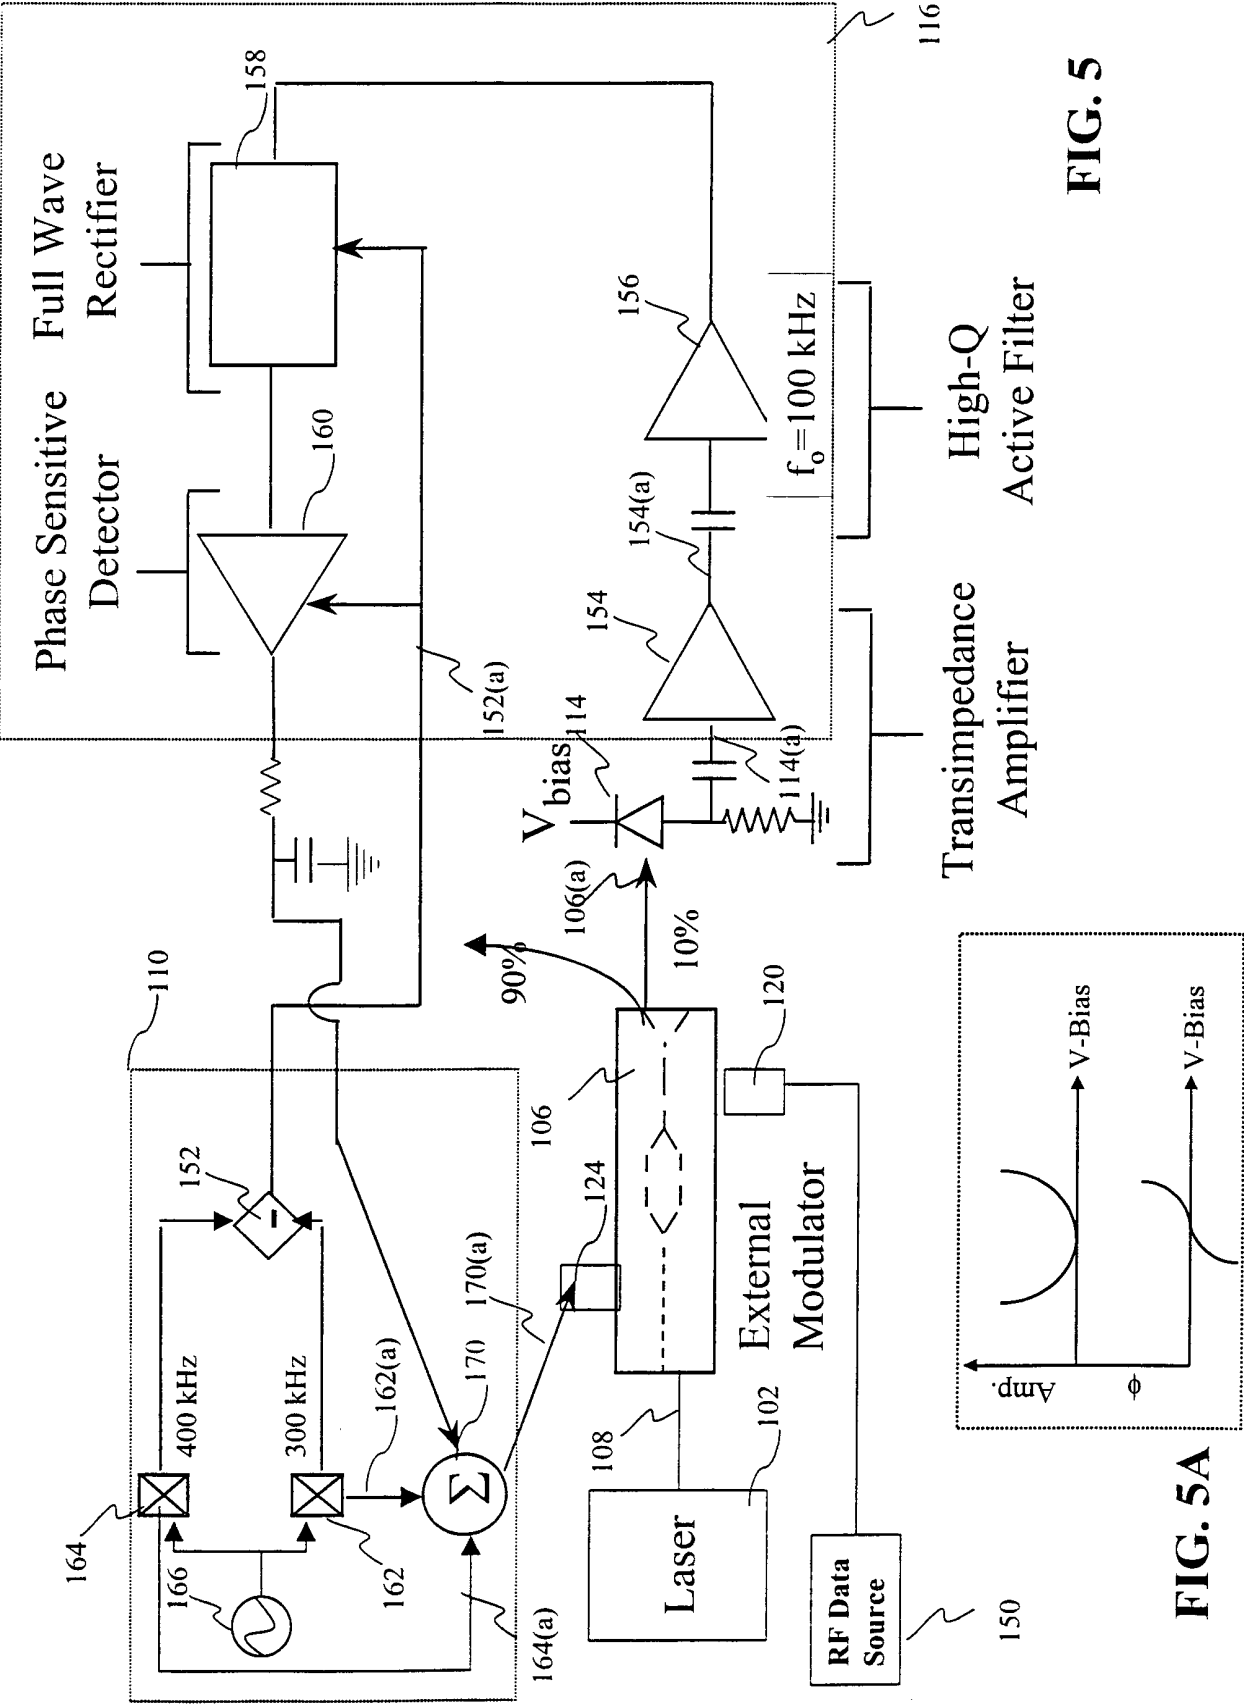 110
164
400 kHz
152
166
300 kHz
162
162(a)
170
164(a)
170(a)
Phase Sensitive
Detector
Full Wave
Rectifier
158
160
152(a)
116
Laser
102
108
124
106
External
Modulator
120
RF Data
Source
150
90%
10%
106(a)
V
bias
114
114(a)
154
154(a)
156
f
o
=100 kHz
Transimpedance
Amplifier
High-Q
Active Filter
Σ
−
FIG. 5
Amp.
V-Bias
ϕ
V-Bias
FIG. 5A